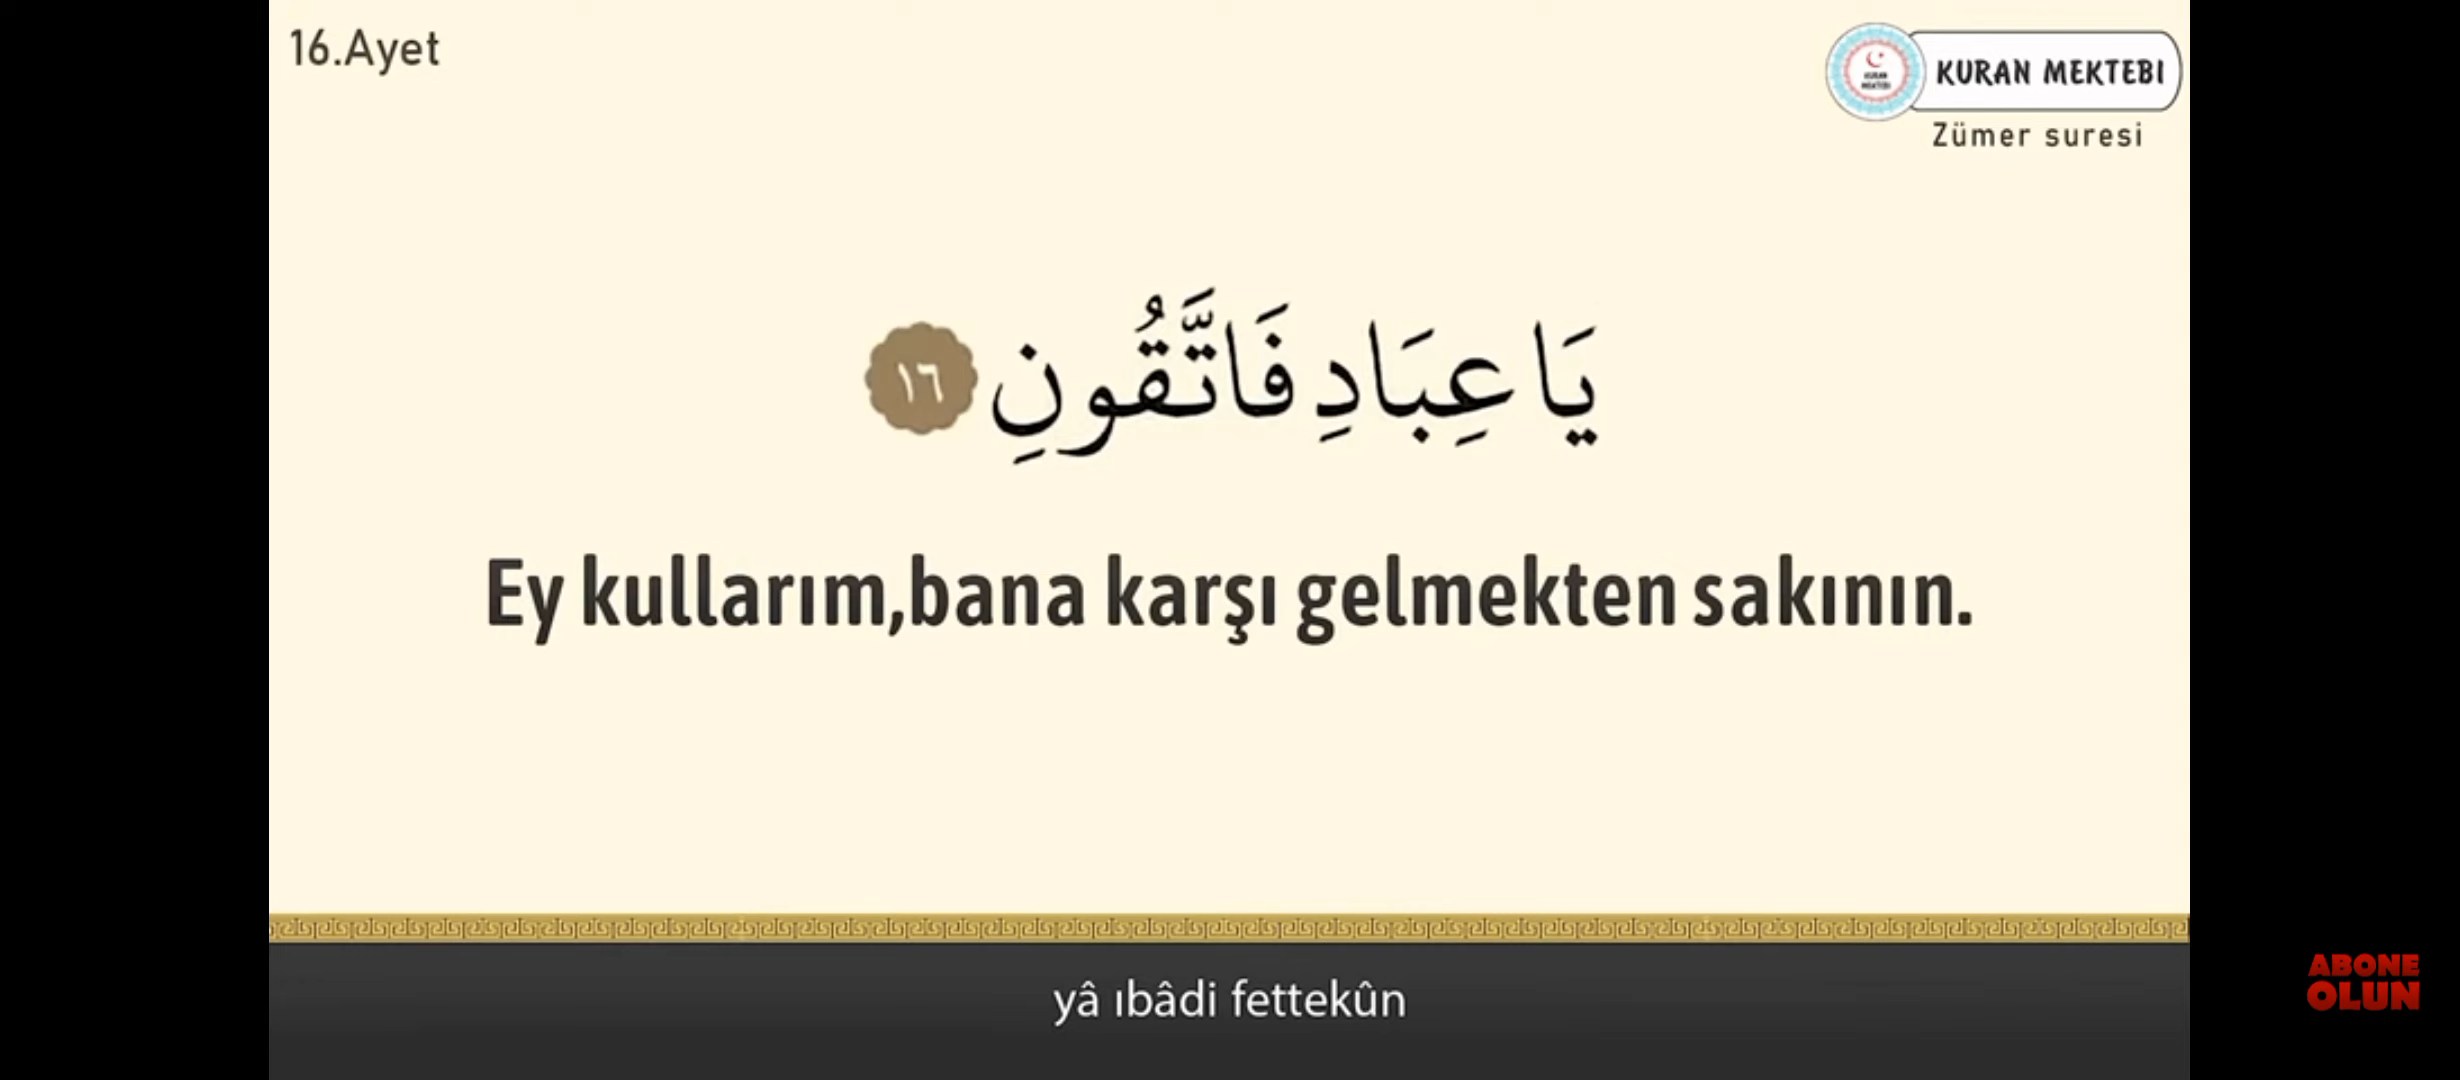 16.Ayet
KURAN MEKTEBI
Zümer suresi
يَا عِبَادِ فَاتَّقُونِ ١٦
Ey kullarım,bana karşı gelmekten sakının.
yâ ıbâdi fettekûn
ABONE
OLUN